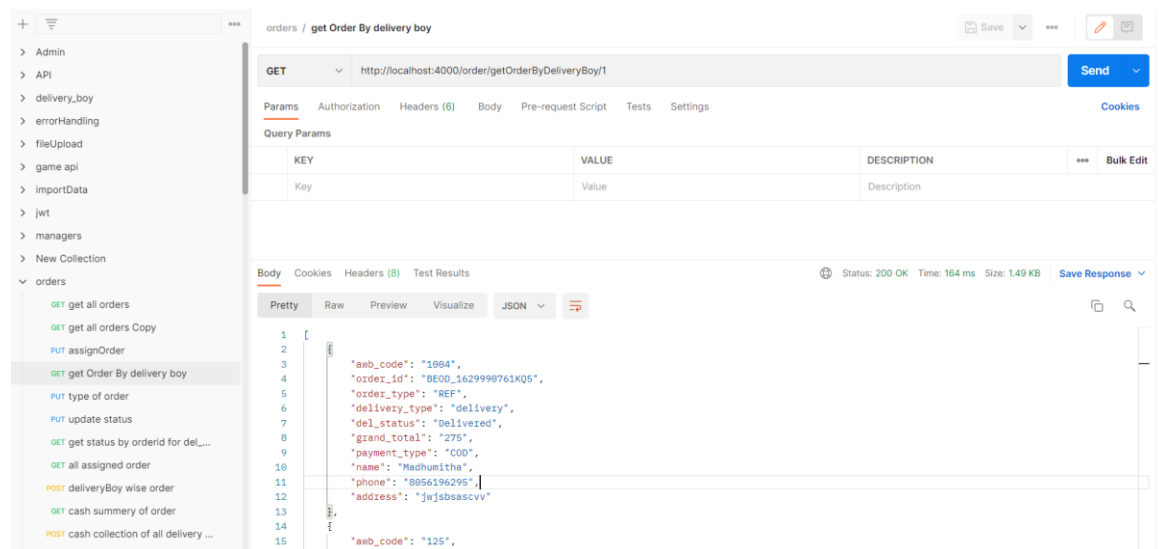 orders / get Order By delivery boy
Save
Admin
API
delivery_boy
errorHandling
fileUpload
game api
importData
jwt
managers
New Collection
orders
GET get all orders
GET get all orders Copy
PUT assignOrder
GET get Order By delivery boy
PUT type of order
PUT update status
GET get status by orderid for del_...
GET all assigned order
POST deliveryBoy wise order
GET cash summery of order
POST cash collection of all delivery ...
GET http://localhost:4000/order/getOrderByDeliveryBoy/1 Send
Params Authorization Headers (6) Body Pre-request Script Tests Settings Cookies
Query Params
KEY VALUE DESCRIPTION Bulk Edit
Key Value Description
Body Cookies Headers (8) Test Results Status: 200 OK Time: 164 ms Size: 1.49 KB Save Response
Pretty Raw Preview Visualize JSON
1 [
2 {
3 "awb_code": "1004",
4 "order_id": "BEOD_1629990761KQ5",
5 "order_type": "REF",
6 "delivery_type": "delivery",
7 "del_status": "Delivered",
8 "grand_total": "275",
9 "payment_type": "COD",
10 "name": "Madhumitha",
11 "phone": "8056196295",
12 "address": "jwjsbsascvv"
13 },
14 {
15 "awb_code": "125",